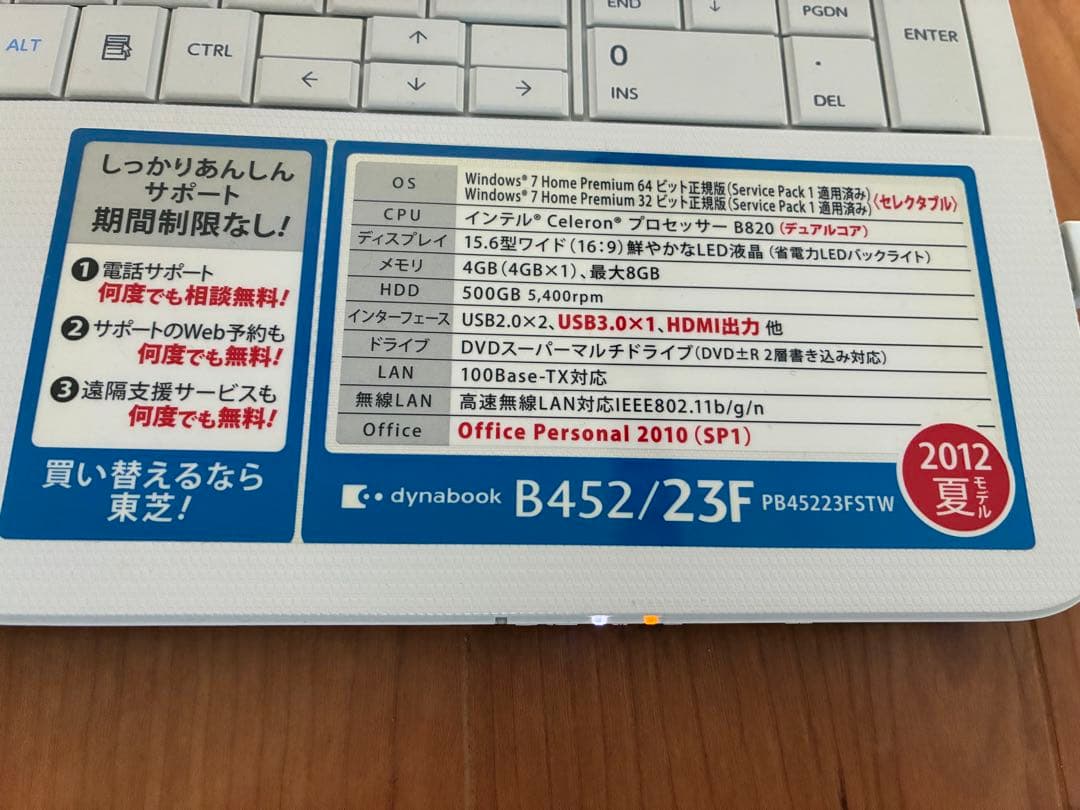 END
↓
PGDN
ENTER
ALT
CTRL
↑
←
↓
→
0
INS
.
DEL
しっかりあんしん
サポート
期間制限なし!
1 電話サポート
何度でも相談無料!
2 サポートのWeb予約も
何度でも無料!
3 遠隔支援サービスも
何度でも無料!
買い替えるなら
東芝!
OS Windows® 7 Home Premium 64 ビット正規版(Service Pack 1 適用済み)
Windows® 7 Home Premium 32 ビット正規版(Service Pack 1 適用済み)
〈セレクタブル〉
CPU インテル® Celeron® プロセッサー B820(デュアルコア)
ディスプレイ 15.6型ワイド(16:9)鮮やかなLED液晶(省電力LEDバックライト)
メモリ 4GB(4GB×1)、最大8GB
HDD 500GB 5,400rpm
インターフェース USB2.0×2、USB3.0×1、HDMI出力 他
ドライブ DVDスーパーマルチドライブ(DVD±R 2層書き込み対応)
LAN 100Base-TX対応
無線LAN 高速無線LAN対応IEEE802.11b/g/n
Office Office Personal 2010(SP1)
dynabook B452/23F PB45223FSTW
2012
夏モデル